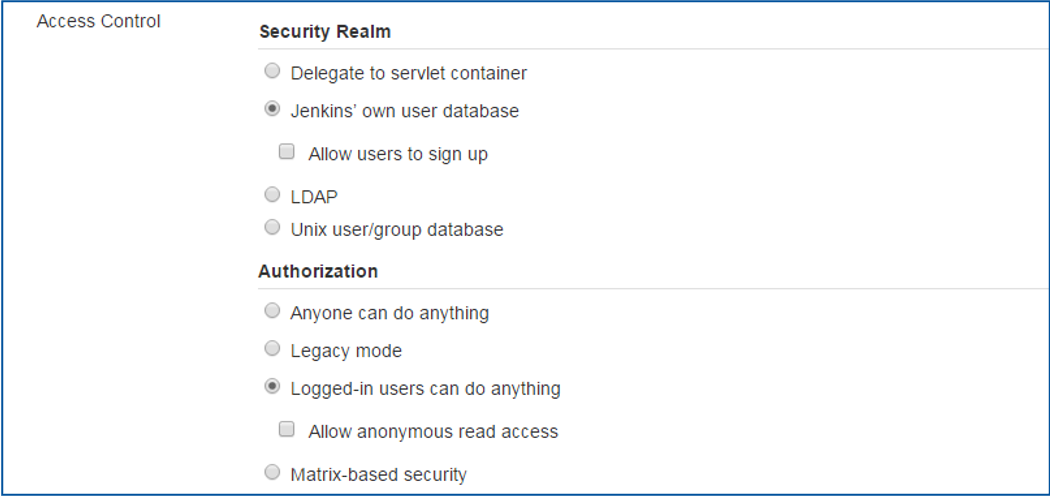 Access Control
Security Realm
Delegate to servlet container
Jenkins’ own user database
Allow users to sign up
LDAP
Unix user/group database
Authorization
Anyone can do anything
Legacy mode
Logged-in users can do anything
Allow anonymous read access
Matrix-based security